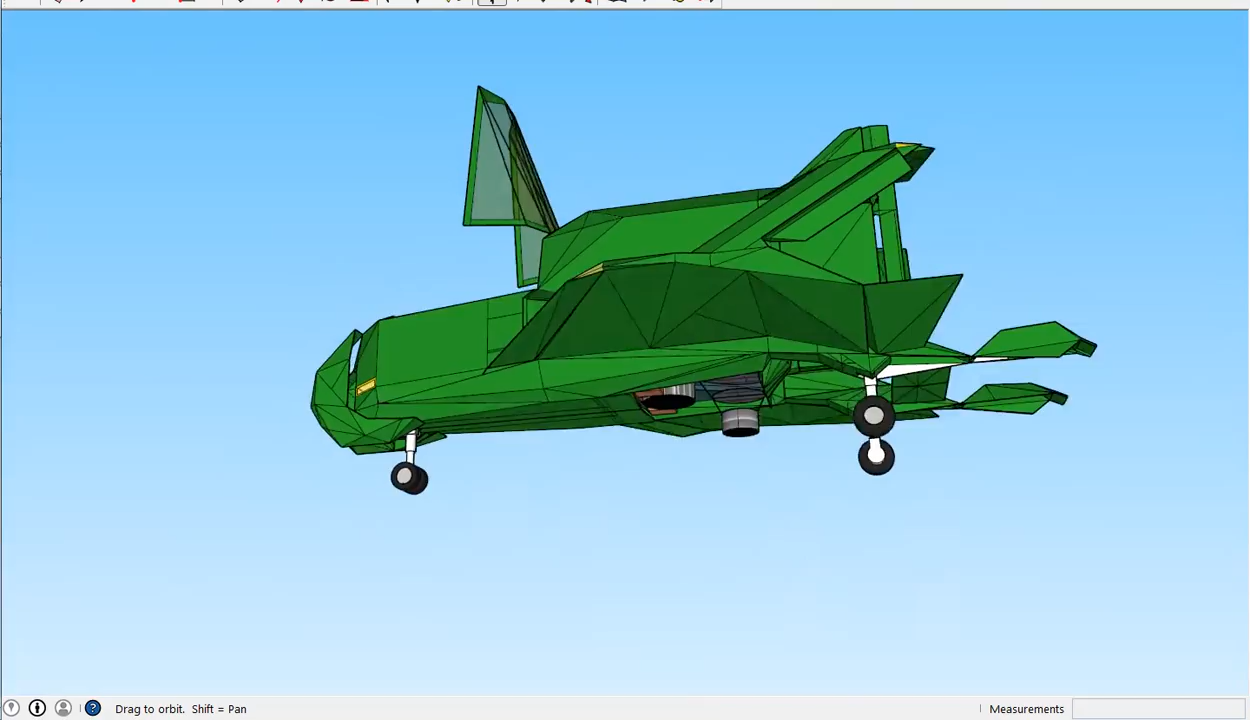 Drag to orbit. Shift = Pan
Measurements